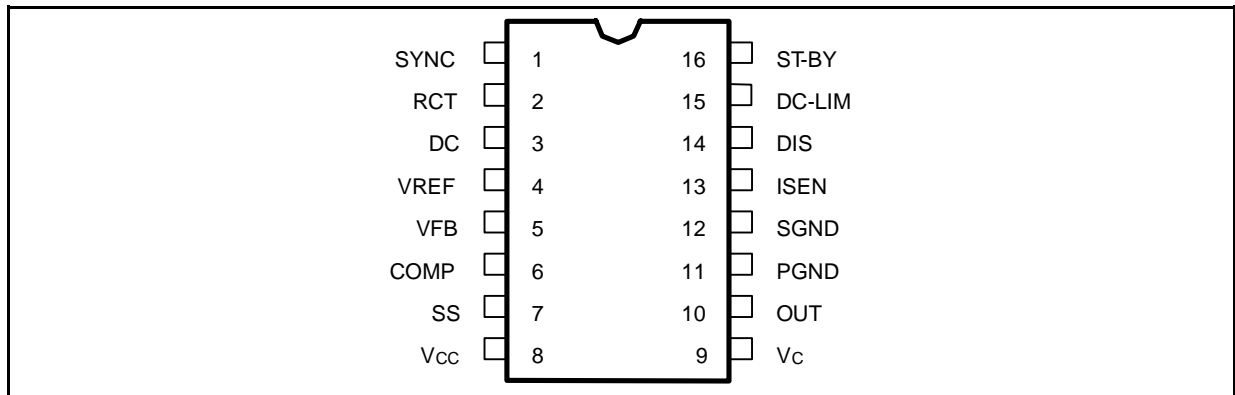 SYNC 1 16 ST-BY
RCT 2 15 DC-LIM
DC 3 14 DIS
VREF 4 13 ISEN
VFB 5 12 SGND
COMP 6 11 PGND
SS 7 10 OUT
VCC 8 9 VC